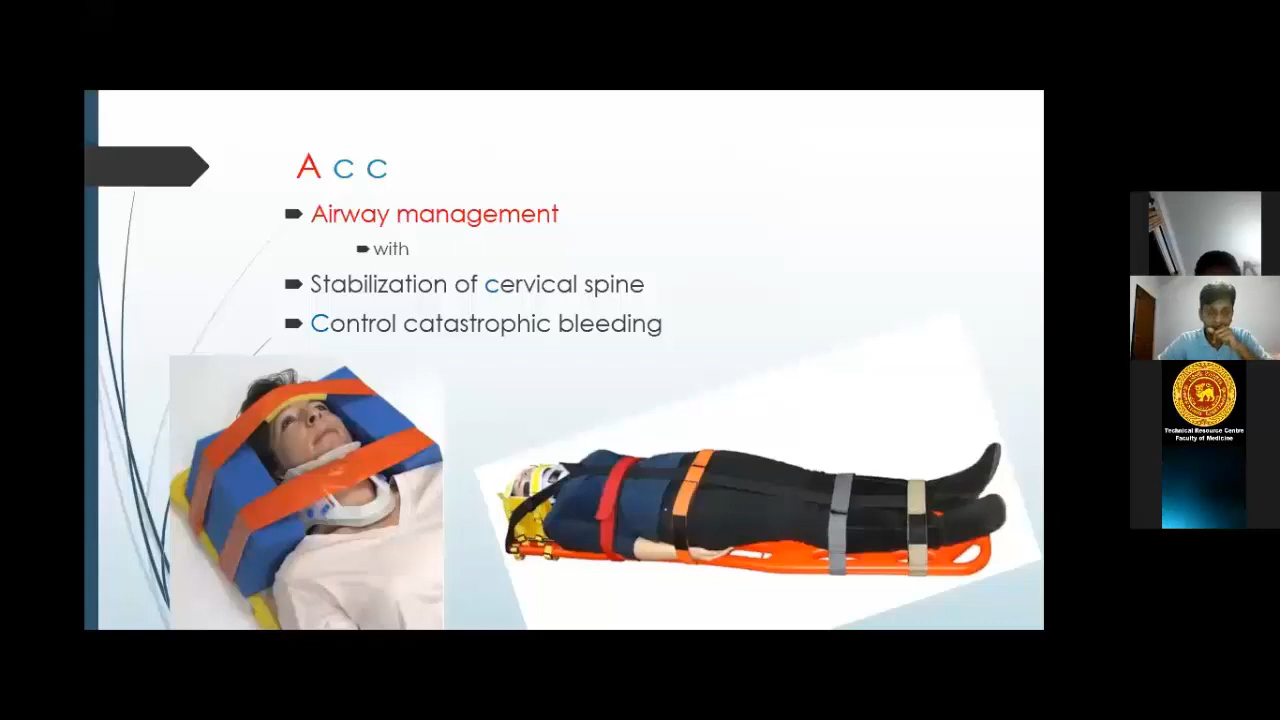 A c c
Airway management
with
Stabilization of cervical spine
Control catastrophic bleeding
Technical Resource Centre
Faculty of Medicine